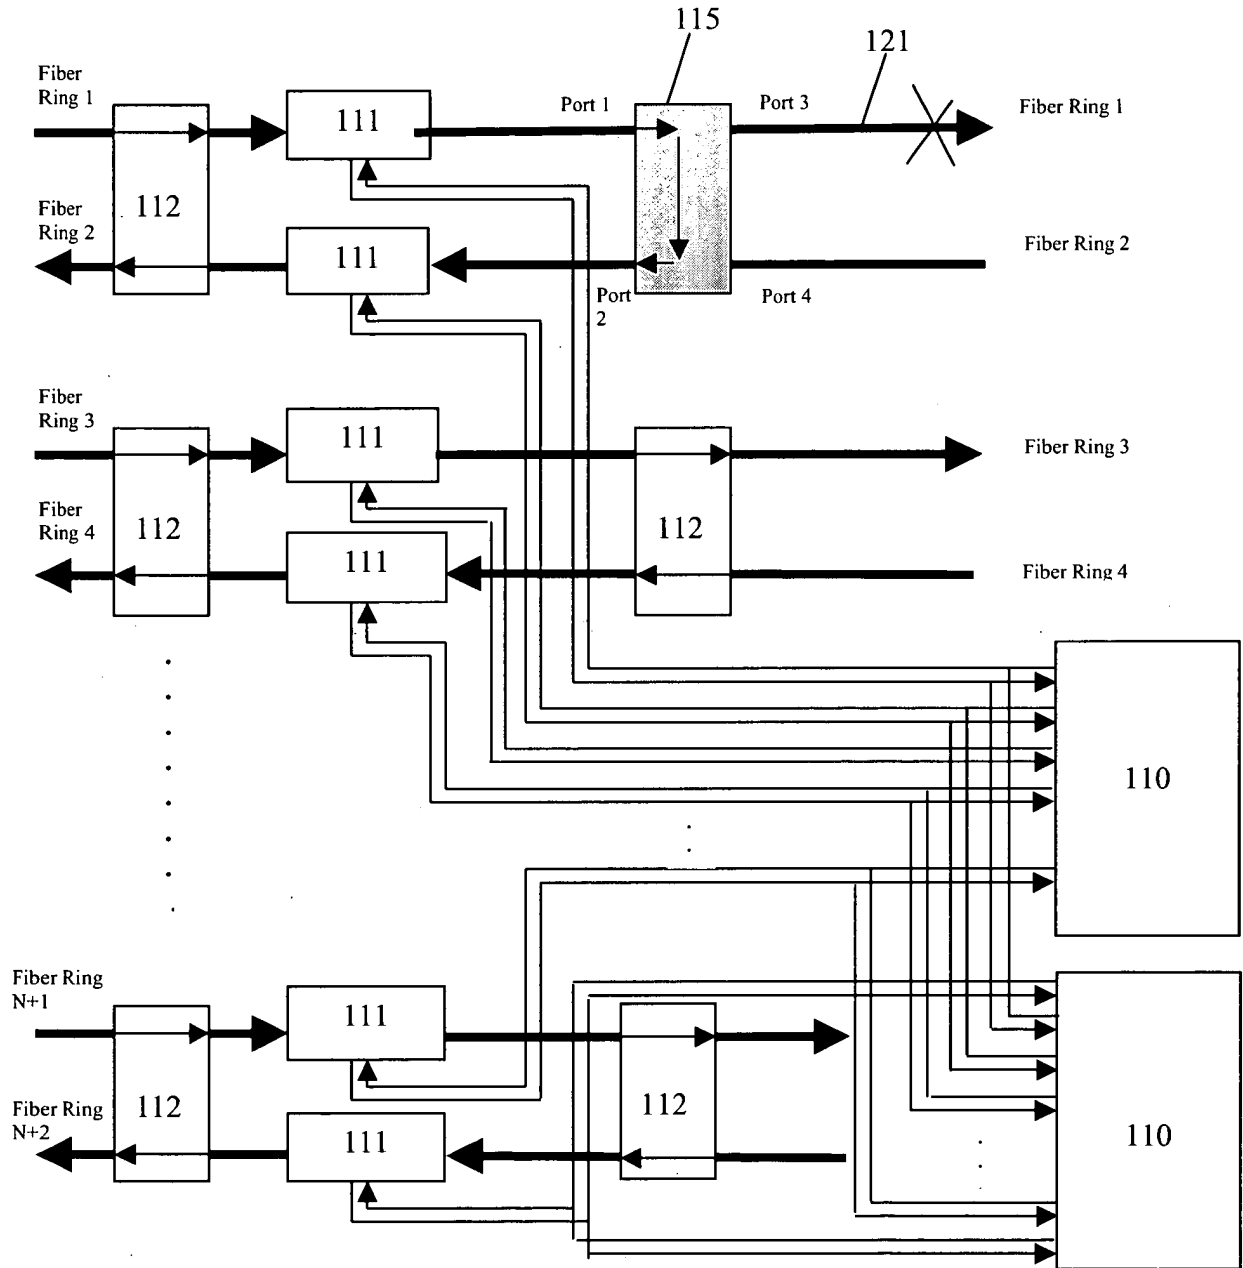 115
121
Fiber
Ring 1
111
Port 1
Port 3
Fiber Ring 1
112
Fiber
Ring 2
111
Port
2
Port 4
Fiber Ring 2
Fiber
Ring 3
111
Fiber Ring 3
Fiber
Ring 4
112
111
112
Fiber Ring 4
110
Fiber Ring
N+1
111
112
112
Fiber Ring
N+2
111
110